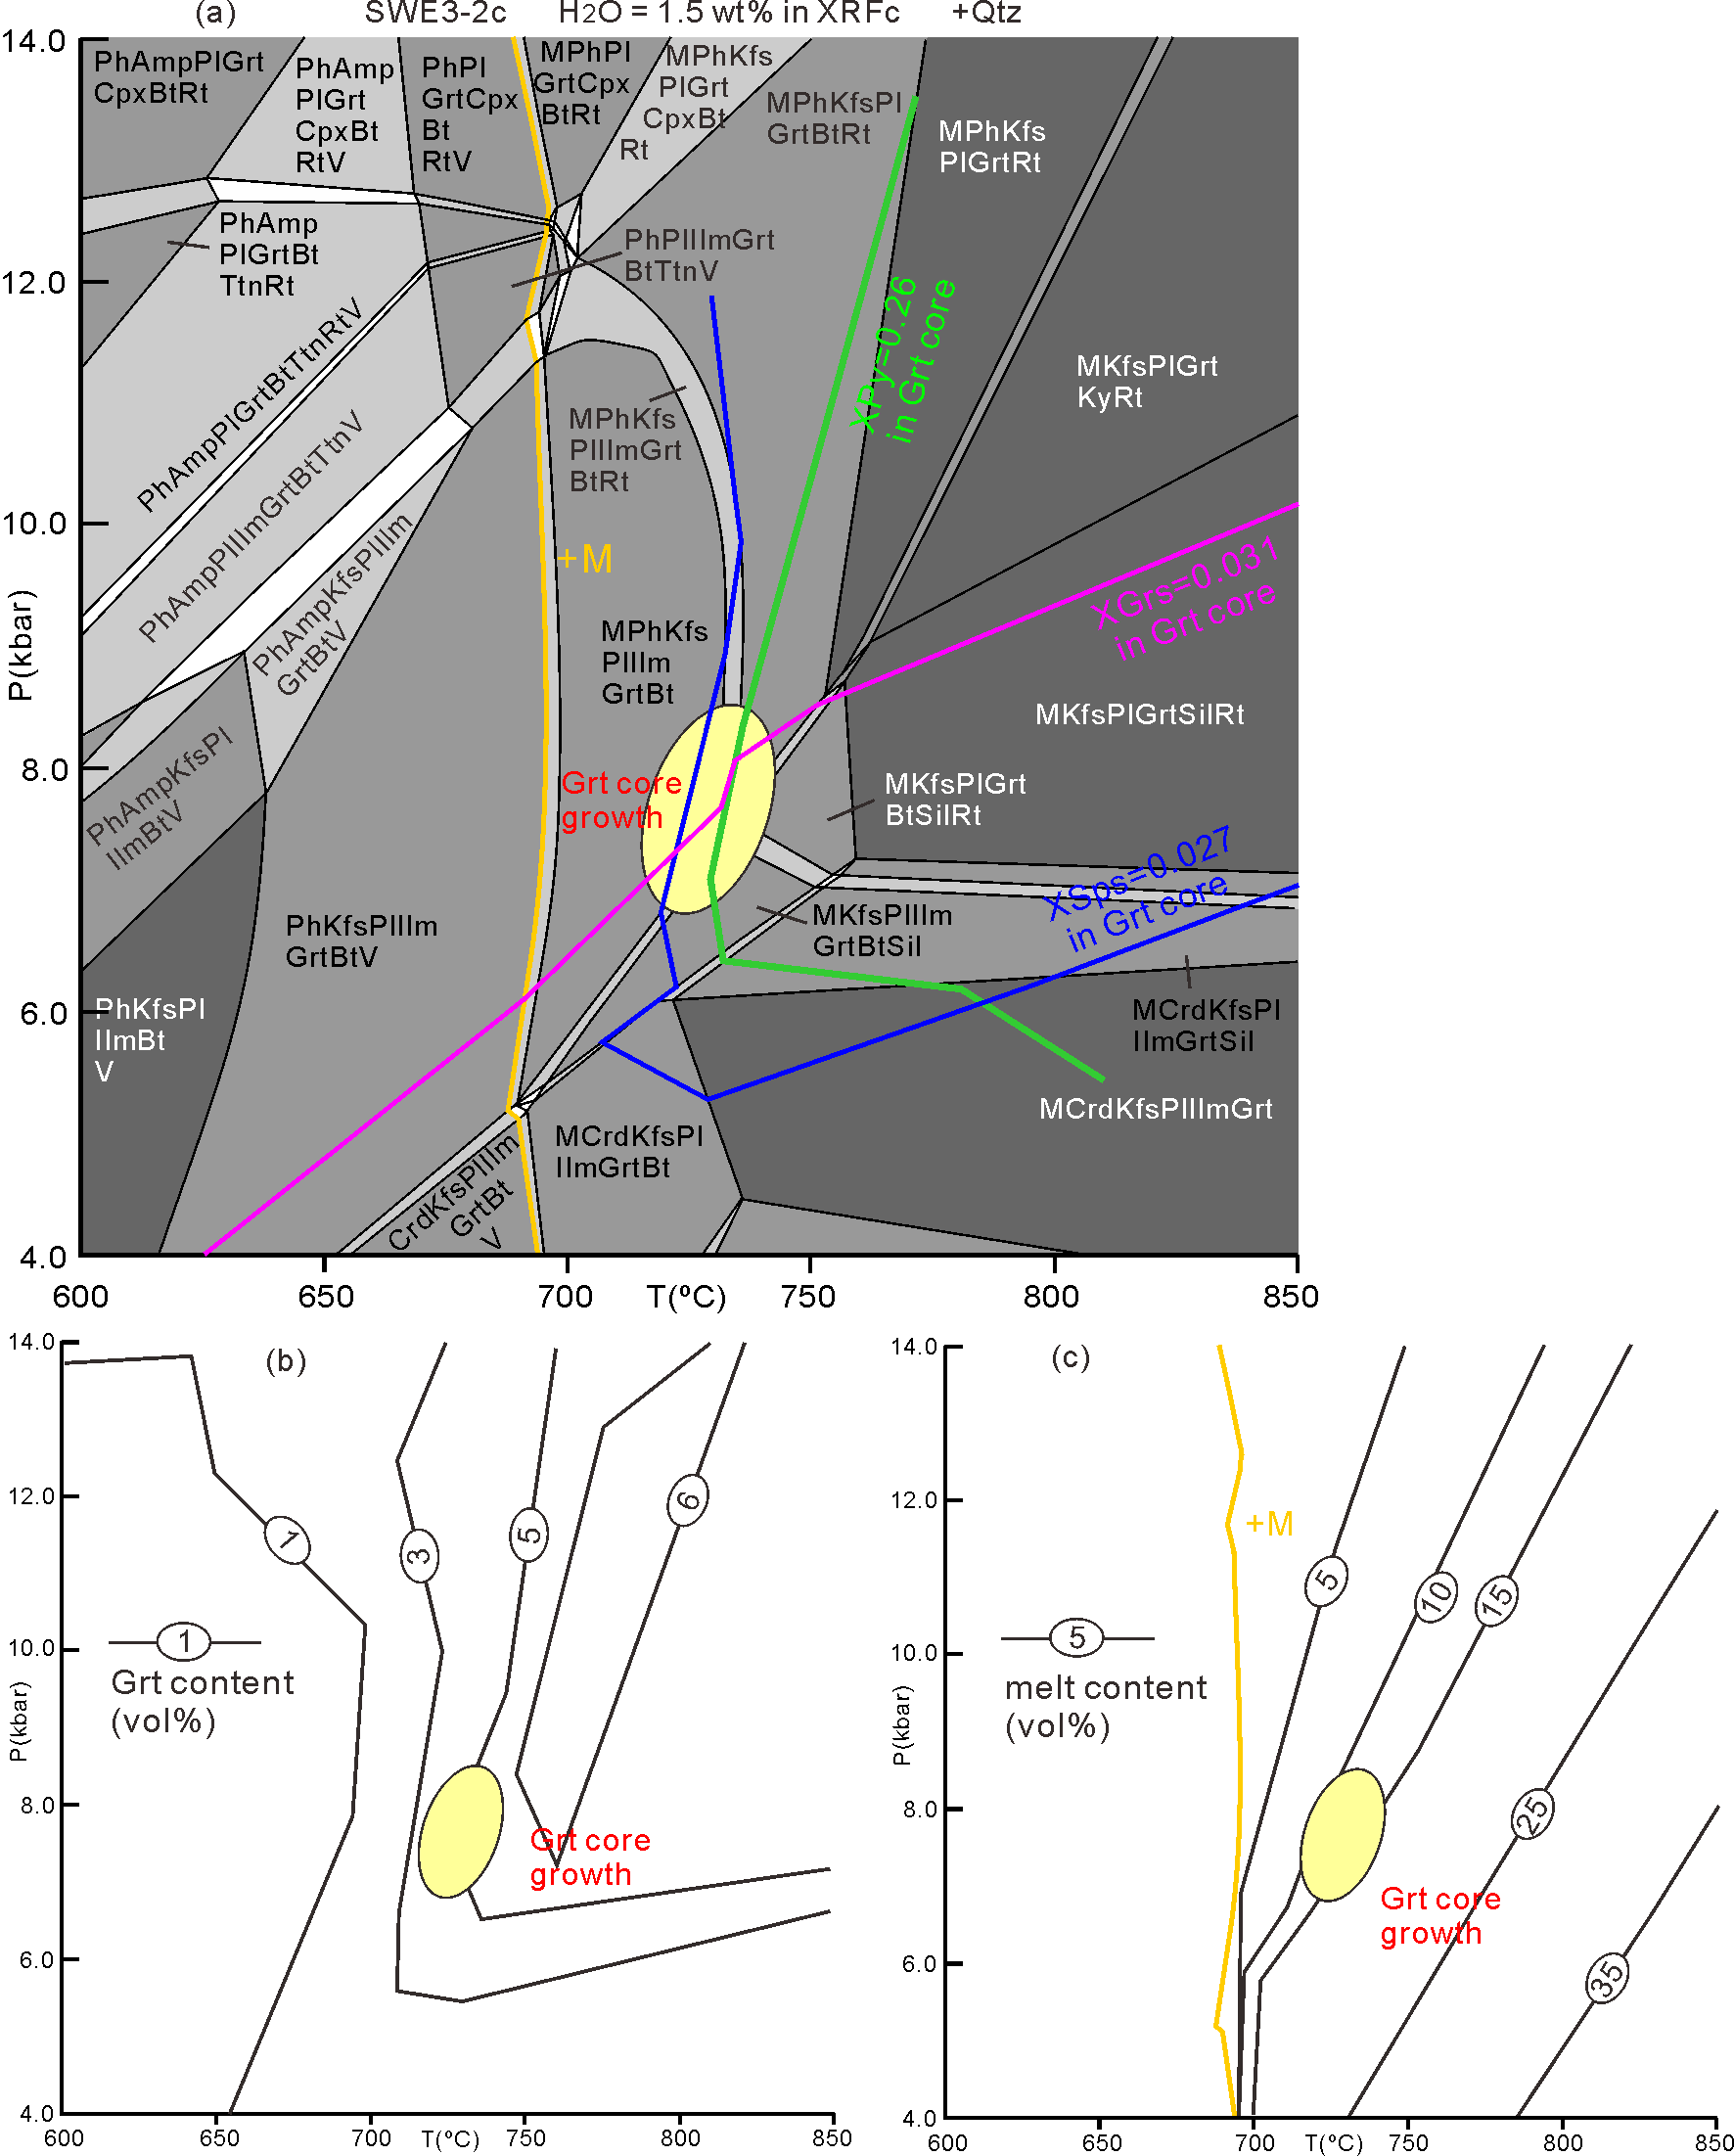 (a) SWE3-2c H2O = 1.5 wt% in XRFc +Qtz
14.0
12.0
10.0
8.0
6.0
4.0
P(kbar)
600
650
700
T(ºC)
750
800
850
PhAmpPlGrt
CpxBtRt
PhAmp
PlGrt
CpxBt
RtV
PhPl
GrtCpx
Bt
RtV
MPhPl
GrtCpx
BtRt
MPhKfs
PlGrt
CpxBt
Rt
MPhKfsPl
GrtBtRt
MPhKfs
PlGrtRt
PhAmp
PlGrtBt
TtnRt
PhPlIlmGrt
BtTtnV
PhAmpPlGrtBtTtnRtV
PhAmpPlIlmGrtBtTtnV
PhAmpKfsPlIlm
GrtBtV
MPhKfs
PlIlmGrt
BtRt
XPy=0.26
in Grt core
MKfsPlGrt
KyRt
+M
XGrs=0.031
in Grt core
MPhKfs
PlIlm
GrtBt
MKfsPlGrtSilRt
PhAmpKfsPl
IlmBtV
Grt core
growth
MKfsPlGrt
BtSilRt
XSps=0.027
in Grt core
PhKfsPlIlm
GrtBtV
MKfsPlIlm
GrtBtSil
PhKfsPl
IlmBt
V
MCrdKfsPl
IlmGrtSil
MCrdKfsPlIlmGrt
MCrdKfsPl
IlmGrtBt
CrdKfsPlIlm
GrtBt
V
(b)
14.0
12.0
10.0
8.0
6.0
4.0
P(kbar)
600
650
700
T(ºC)
750
800
850
1
3
5
6
1
Grt content
(vol%)
Grt core
growth
(c)
14.0
12.0
10.0
8.0
6.0
4.0
P(kbar)
600
650
700
T(ºC)
750
800
850
+M
5
10
15
25
35
5
melt content
(vol%)
Grt core
growth